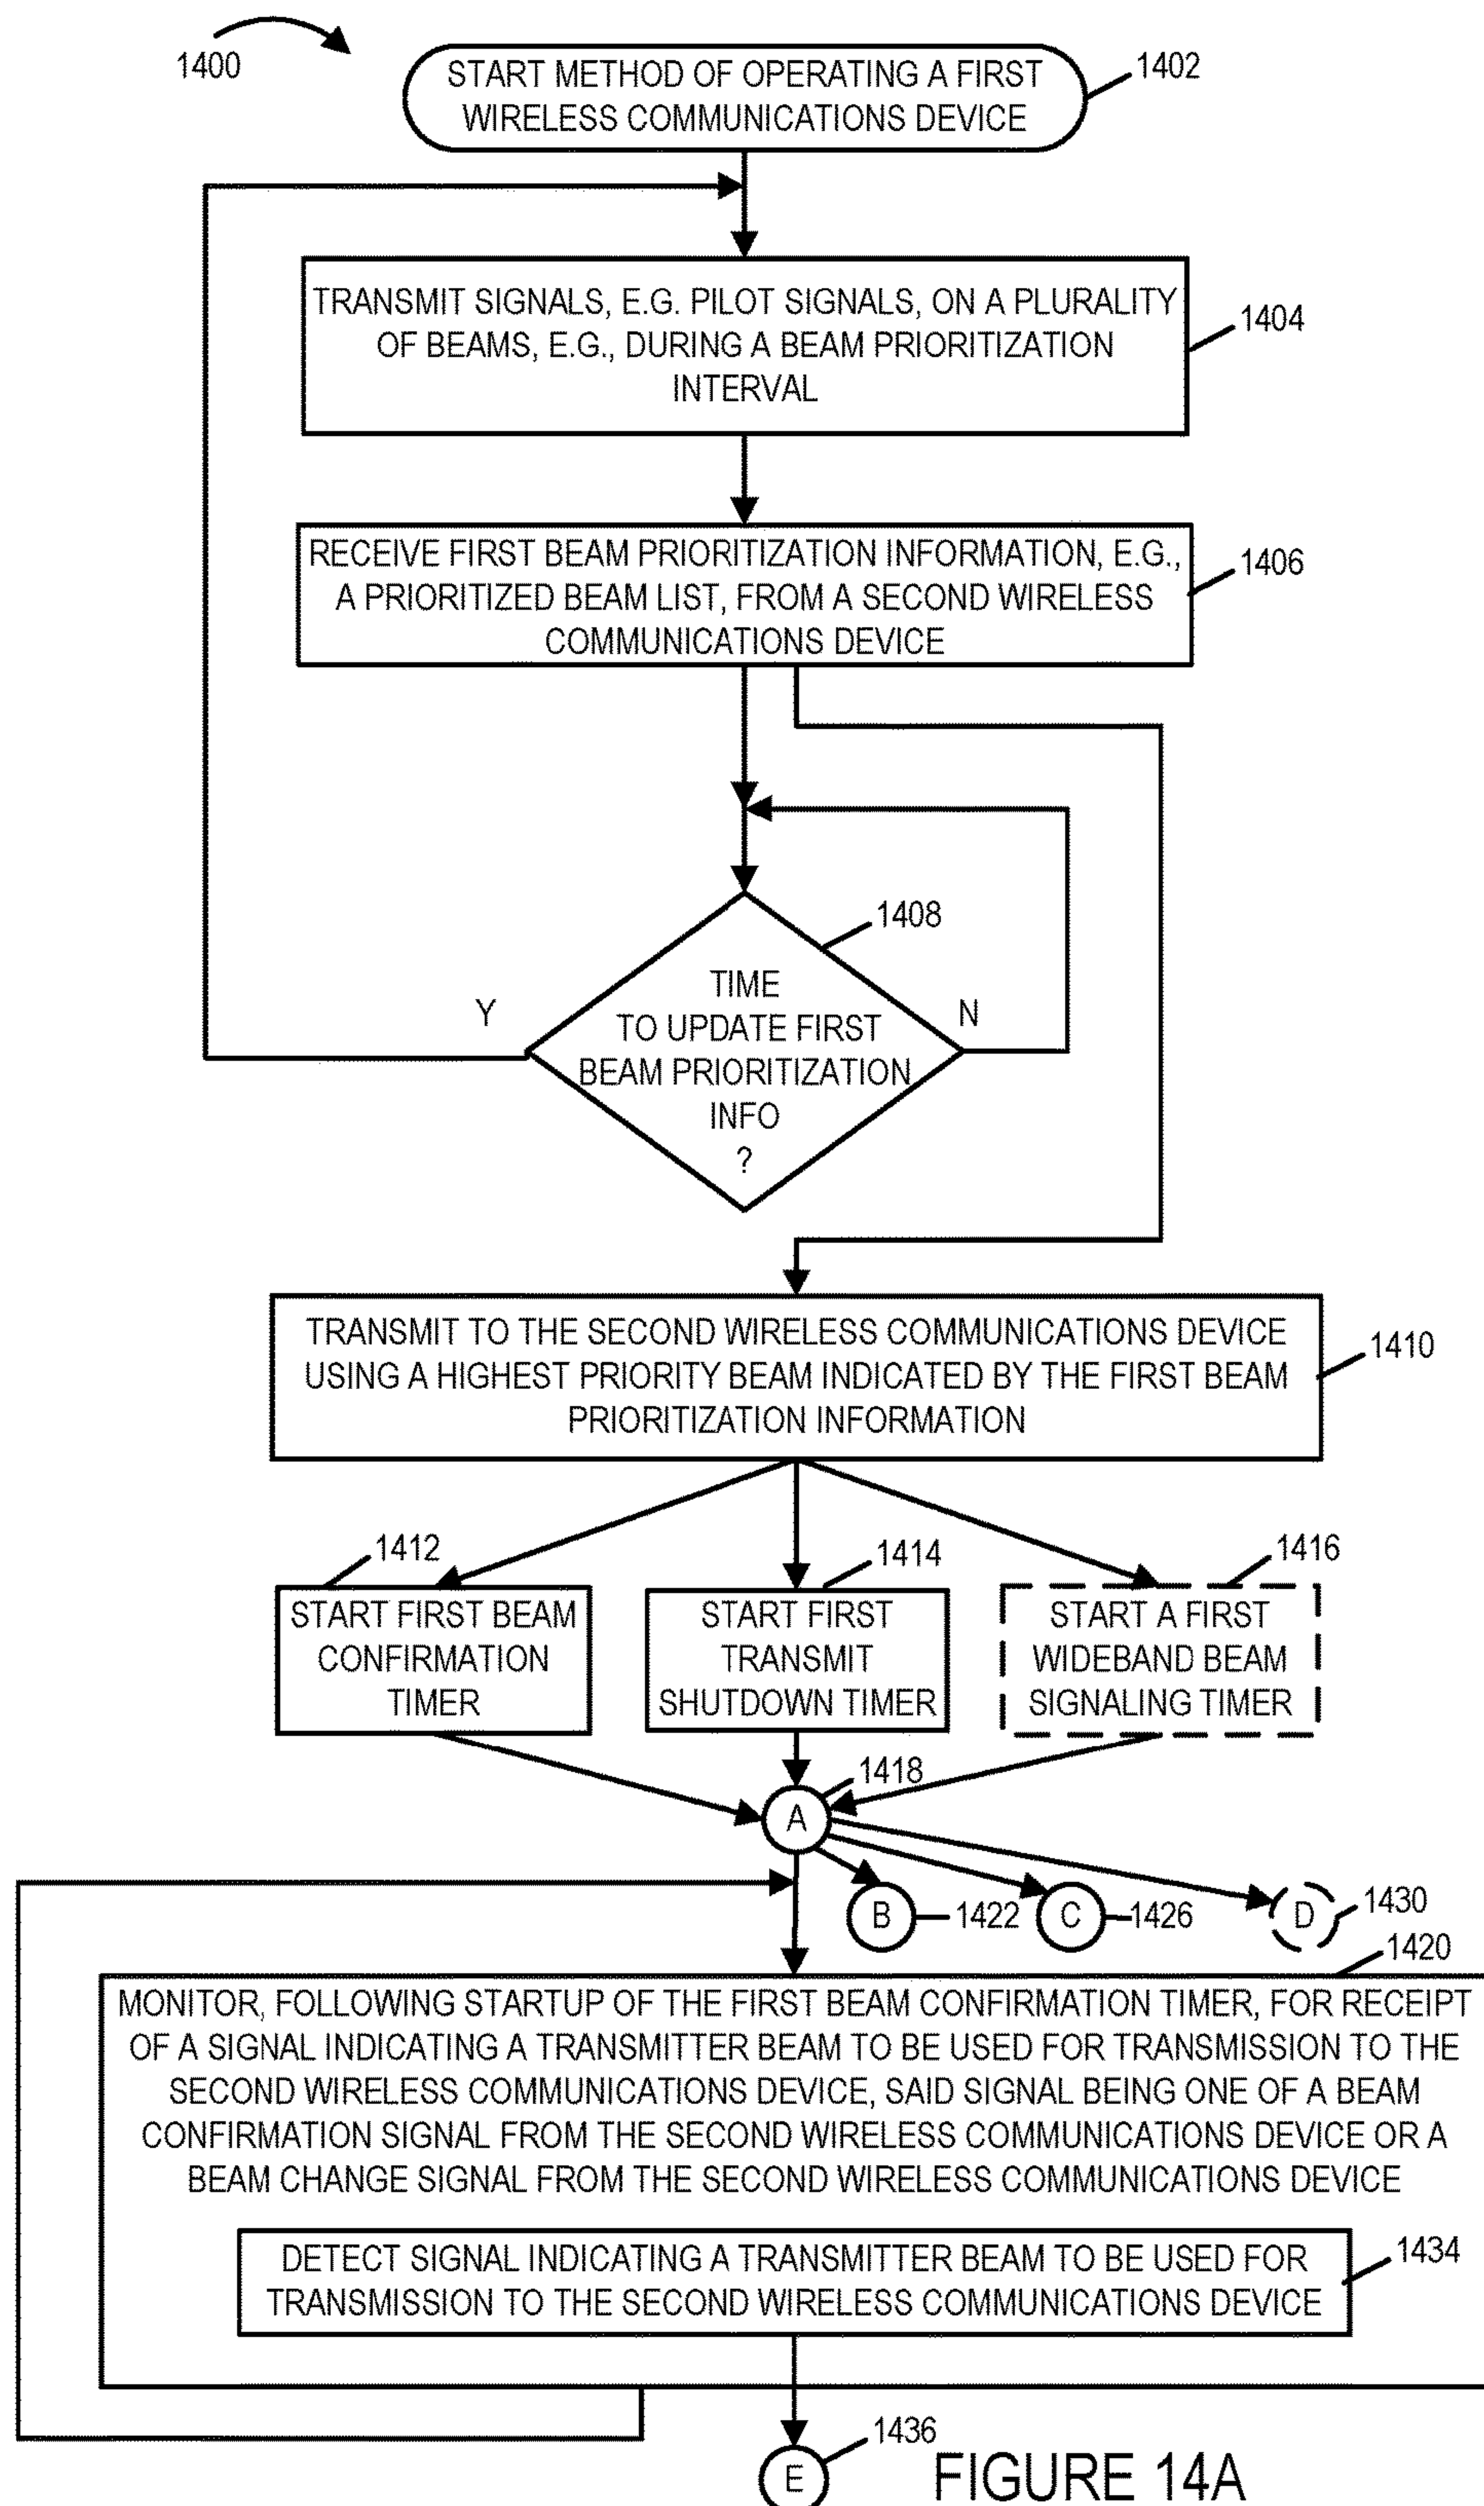 1400
START METHOD OF OPERATING A FIRST
WIRELESS COMMUNICATIONS DEVICE
1402
TRANSMIT SIGNALS, E.G. PILOT SIGNALS, ON A PLURALITY
OF BEAMS, E.G., DURING A BEAM PRIORITIZATION
INTERVAL
1404
RECEIVE FIRST BEAM PRIORITIZATION INFORMATION, E.G.,
A PRIORITIZED BEAM LIST, FROM A SECOND WIRELESS
COMMUNICATIONS DEVICE
1406
1408
TIME
TO UPDATE FIRST
BEAM PRIORITIZATION
INFO
?
Y
N
TRANSMIT TO THE SECOND WIRELESS COMMUNICATIONS DEVICE
USING A HIGHEST PRIORITY BEAM INDICATED BY THE FIRST BEAM
PRIORITIZATION INFORMATION
1410
1412
START FIRST BEAM
CONFIRMATION
TIMER
1414
START FIRST
TRANSMIT
SHUTDOWN TIMER
1416
START A FIRST
WIDEBAND BEAM
SIGNALING TIMER
1418
A
B
1422
C
1426
D
1430
1420
MONITOR, FOLLOWING STARTUP OF THE FIRST BEAM CONFIRMATION TIMER, FOR RECEIPT
OF A SIGNAL INDICATING A TRANSMITTER BEAM TO BE USED FOR TRANSMISSION TO THE
SECOND WIRELESS COMMUNICATIONS DEVICE, SAID SIGNAL BEING ONE OF A BEAM
CONFIRMATION SIGNAL FROM THE SECOND WIRELESS COMMUNICATIONS DEVICE OR A
BEAM CHANGE SIGNAL FROM THE SECOND WIRELESS COMMUNICATIONS DEVICE
DETECT SIGNAL INDICATING A TRANSMITTER BEAM TO BE USED FOR
TRANSMISSION TO THE SECOND WIRELESS COMMUNICATIONS DEVICE
1434
1436
E
FIGURE 14A